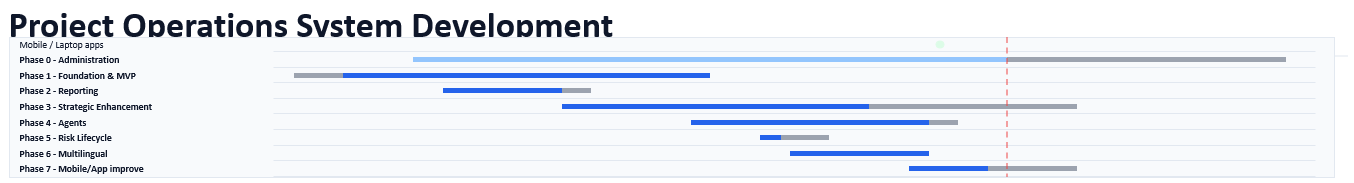 Project Operations System Development
Mobile / Laptop apps
Phase 0 - Administration
Phase 1 - Foundation & MVP
Phase 2 - Reporting
Phase 3 - Strategic Enhancement
Phase 4 - Agents
Phase 5 - Risk Lifecycle
Phase 6 - Multilingual
Phase 7 - Mobile/App improve